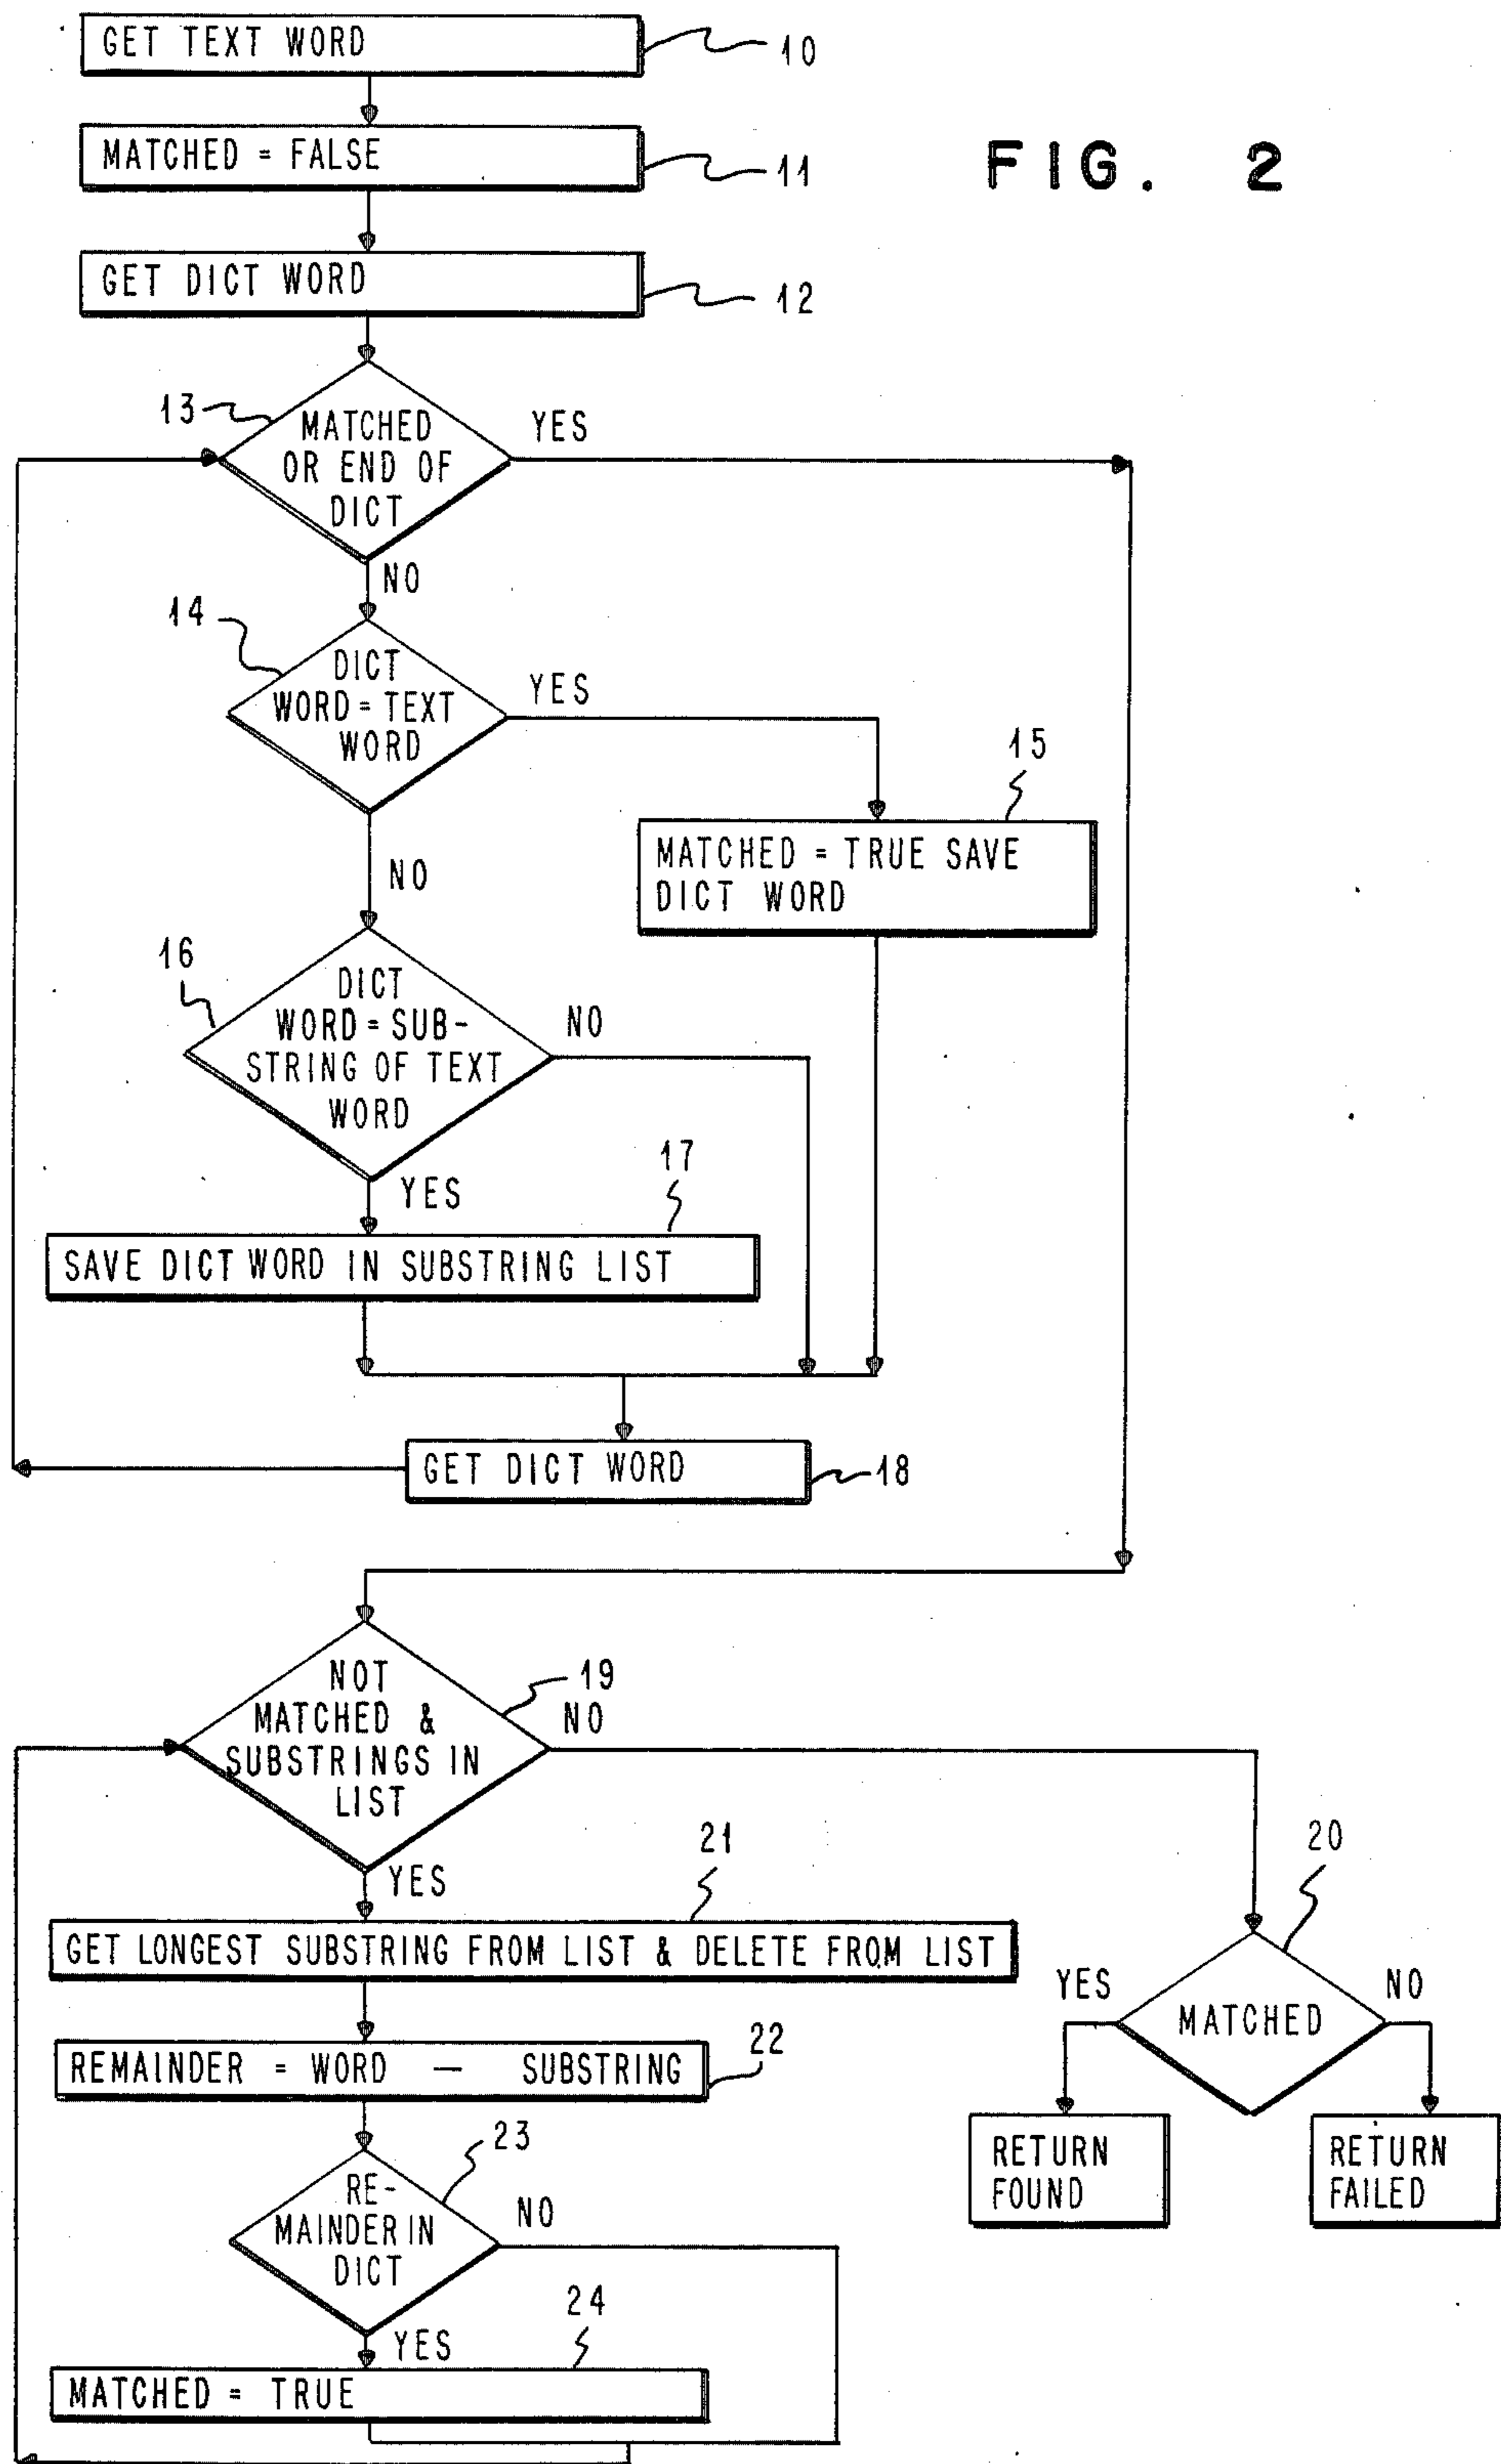 GET TEXT WORD
10
MATCHED = FALSE
11
FIG. 2
GET DICT WORD
12
13
MATCHED
OR END OF
DICT
YES
NO
14
DICT
WORD = TEXT
WORD
YES
15
MATCHED = TRUE SAVE
DICT WORD
NO
16
DICT
WORD = SUB-
STRING OF TEXT
WORD
NO
17
YES
SAVE DICT WORD IN SUBSTRING LIST
GET DICT WORD
18
NOT
MATCHED &
SUBSTRINGS IN
LIST
19
NO
YES
21
20
GET LONGEST SUBSTRING FROM LIST & DELETE FROM LIST
YES
MATCHED
NO
REMAINDER = WORD — SUBSTRING
22
RETURN
FOUND
RETURN
FAILED
23
RE-
MAINDER IN
DICT
NO
24
YES
MATCHED = TRUE